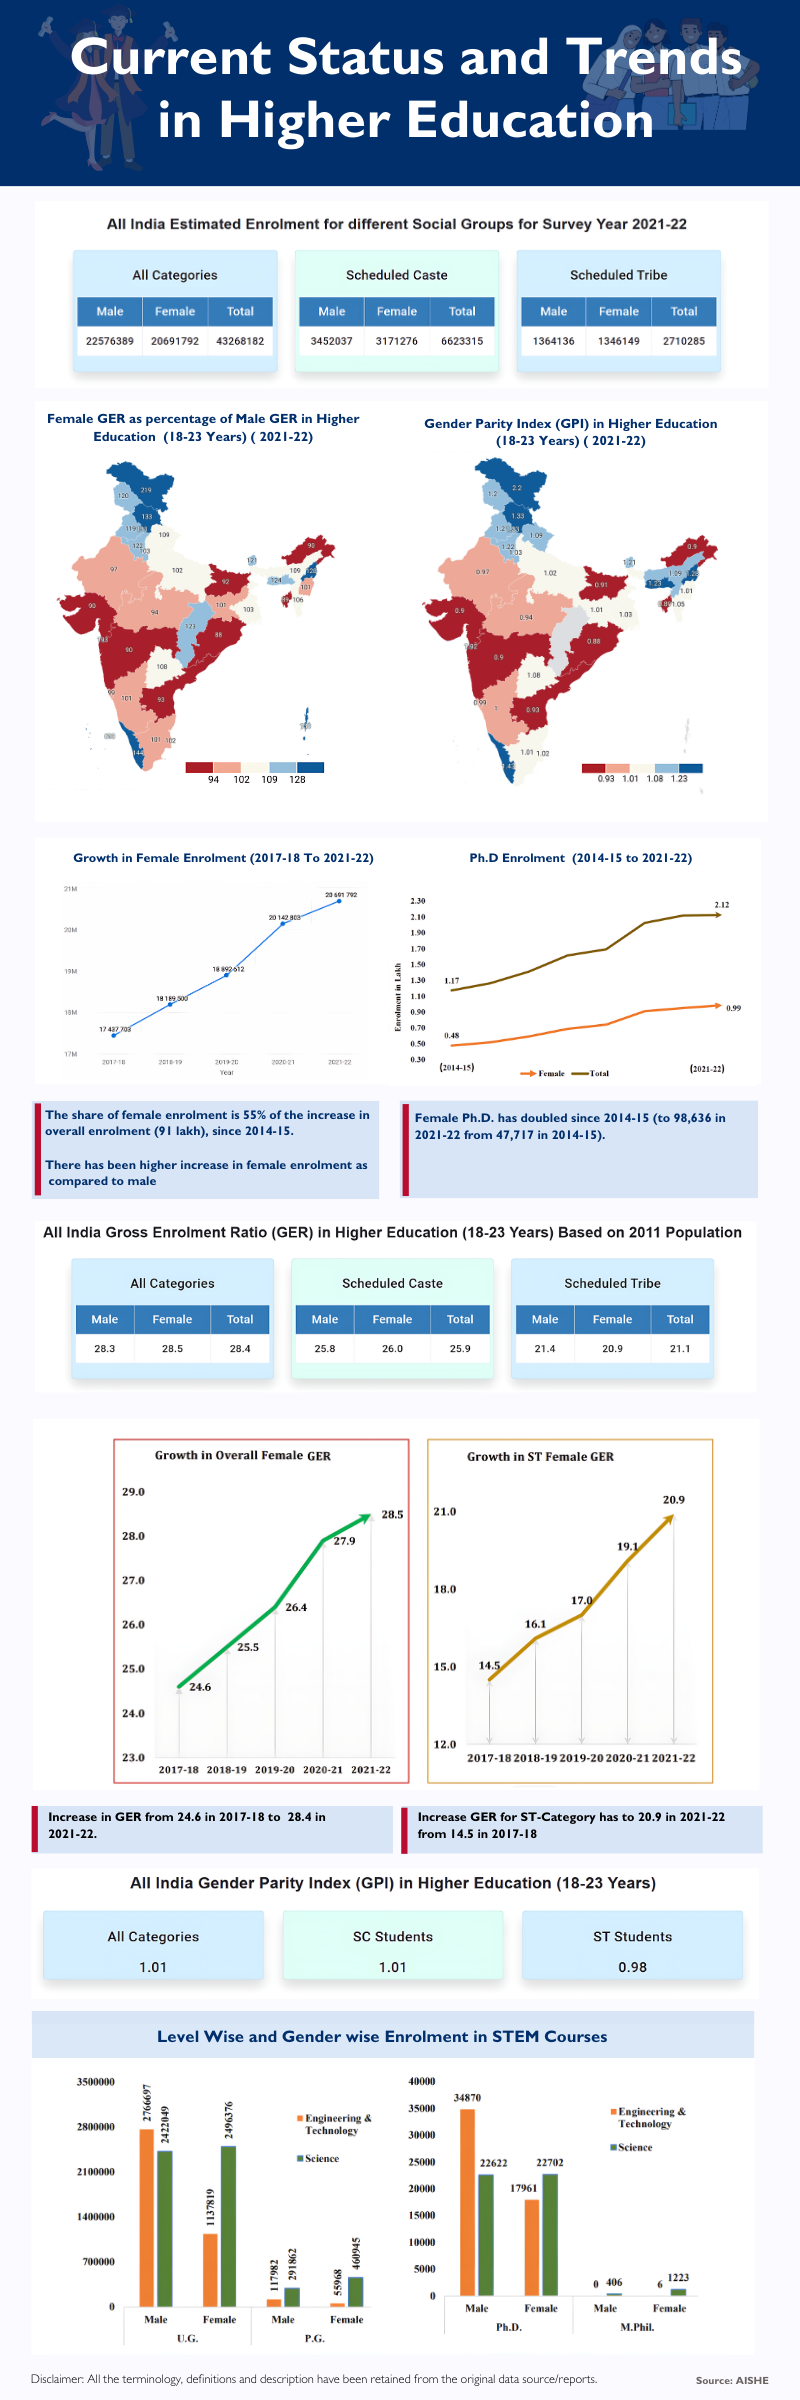 Current Status and Trends
in Higher Education
All India Estimated Enrolment for different Social Groups for Survey Year 2021-22
All Categories
Male Female Total
22576389 20691792 43268182
Scheduled Caste
Male Female Total
3452037 3171276 6623315
Scheduled Tribe
Male Female Total
1364136 1346149 2710285
Female GER as percentage of Male GER in Higher
Education (18-23 Years) ( 2021-22)
219
120
133
119
122
103
109
97
102
92
90
109
121
124
101
106
103
101
94
90
123
88
90
108
93
101
99
101 102
94 102 109 128
Gender Parity Index (GPI) in Higher Education
(18-23 Years) ( 2021-22)
2.2
1.2
1.33
1.09
1.22
1.03
0.97
1.02
0.91
0.9
1.21
1.09
1.01
1.05
1.03
1.01
0.94
0.9
0.88
0.9
1.08
0.93
0.99
1
1.01 1.02
0.93 1.01 1.08 1.23
Growth in Female Enrolment (2017-18 To 2021-22)
21M
20M
19M
18M
17M
17 437 703
18 189 500
18 892 612
20 142 803
20 691 792
2017-18 2018-19 2019-20 2020-21 2021-22
Year
Ph.D Enrolment (2014-15 to 2021-22)
Enrolment in Lakh
2.30
2.10
1.90
1.70
1.50
1.30
1.10
0.90
0.70
0.50
0.30
1.17
2.12
0.48
0.99
(2014-15)
(2021-22)
Female Total
The share of female enrolment is 55% of the increase in
overall enrolment (91 lakh), since 2014-15.
There has been higher increase in female enrolment as
compared to male
Female Ph.D. has doubled since 2014-15 (to 98,636 in
2021-22 from 47,717 in 2014-15).
All India Gross Enrolment Ratio (GER) in Higher Education (18-23 Years) Based on 2011 Population
All Categories
Male Female Total
28.3 28.5 28.4
Scheduled Caste
Male Female Total
25.8 26.0 25.9
Scheduled Tribe
Male Female Total
21.4 20.9 21.1
Growth in Overall Female GER
29.0
28.0
27.0
26.0
25.0
24.0
23.0
24.6
25.5
26.4
27.9
28.5
2017-18 2018-19 2019-20 2020-21 2021-22
Growth in ST Female GER
21.0
18.0
15.0
12.0
14.5
16.1
17.0
19.1
20.9
2017-18 2018-19 2019-20 2020-21 2021-22
Increase in GER from 24.6 in 2017-18 to 28.4 in
2021-22.
Increase GER for ST-Category has to 20.9 in 2021-22
from 14.5 in 2017-18
All India Gender Parity Index (GPI) in Higher Education (18-23 Years)
All Categories
1.01
SC Students
1.01
ST Students
0.98
Level Wise and Gender wise Enrolment in STEM Courses
3500000
2800000
2100000
1400000
700000
0
2766697
2422049
1137819
2496376
117982
291862
55968
460945
Engineering &
Technology
Science
Male Female Male Female
U.G. P.G.
40000
35000
30000
25000
20000
15000
10000
5000
0
34870
22622
17961
22702
0 406
6 1223
Engineering &
Technology
Science
Male Female Male Female
Ph.D. M.Phil.
Disclaimer: All the terminology, definitions and description have been retained from the original data source/reports.
Source: AISHE